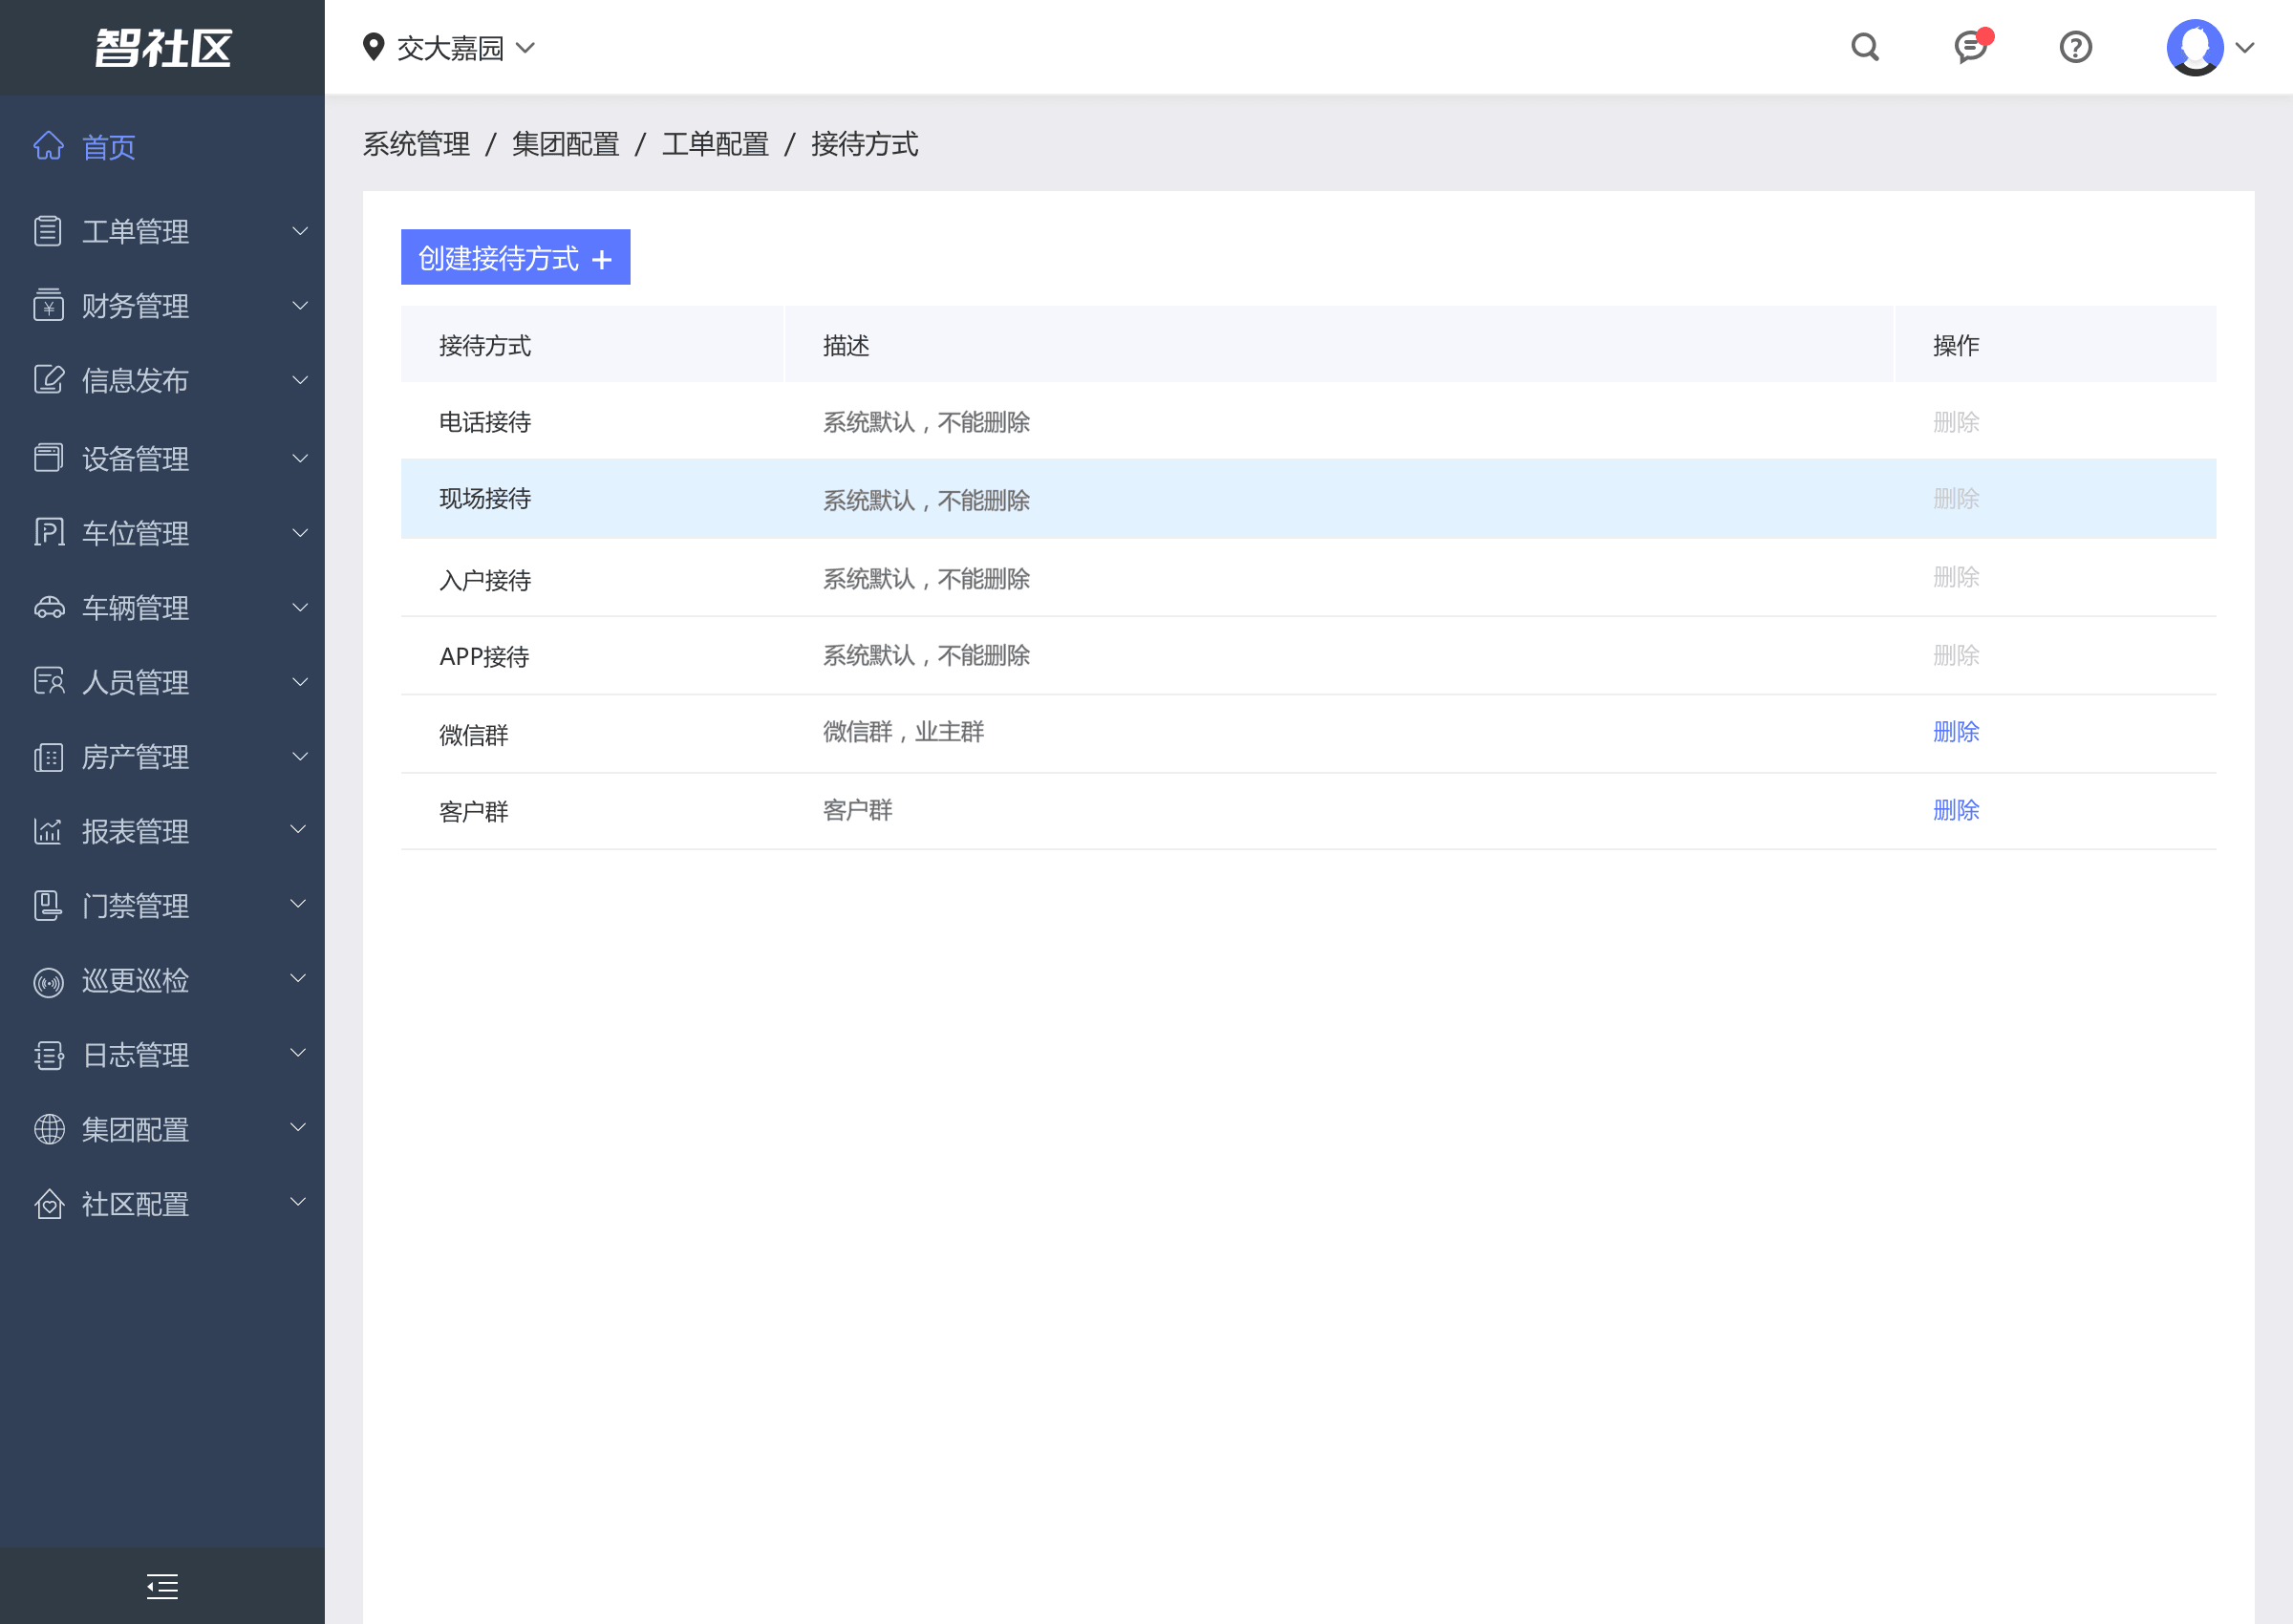 智社区
交大嘉园
首页
工单管理
财务管理
信息发布
设备管理
车位管理
车辆管理
人员管理
房产管理
报表管理
门禁管理
巡更巡检
日志管理
集团配置
社区配置
系统管理 / 集团配置 / 工单配置 / 接待方式
创建接待方式 +
接待方式 描述 操作
电话接待 系统默认，不能删除 删除
现场接待 系统默认，不能删除 删除
入户接待 系统默认，不能删除 删除
APP接待 系统默认，不能删除 删除
微信群 微信群，业主群 删除
客户群 客户群 删除